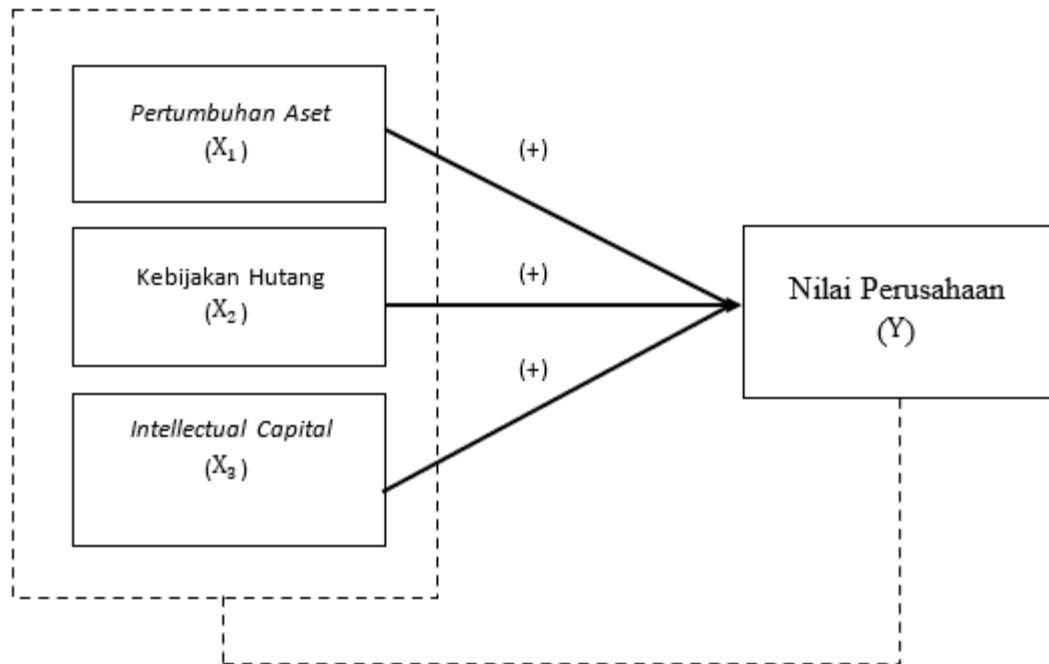 Pertumbuhan Aset
(X₁)
(+)
Kebijakan Hutang
(X₂)
(+)
Intellectual Capital
(X₃)
(+)
Nilai Perusahaan
(Y)